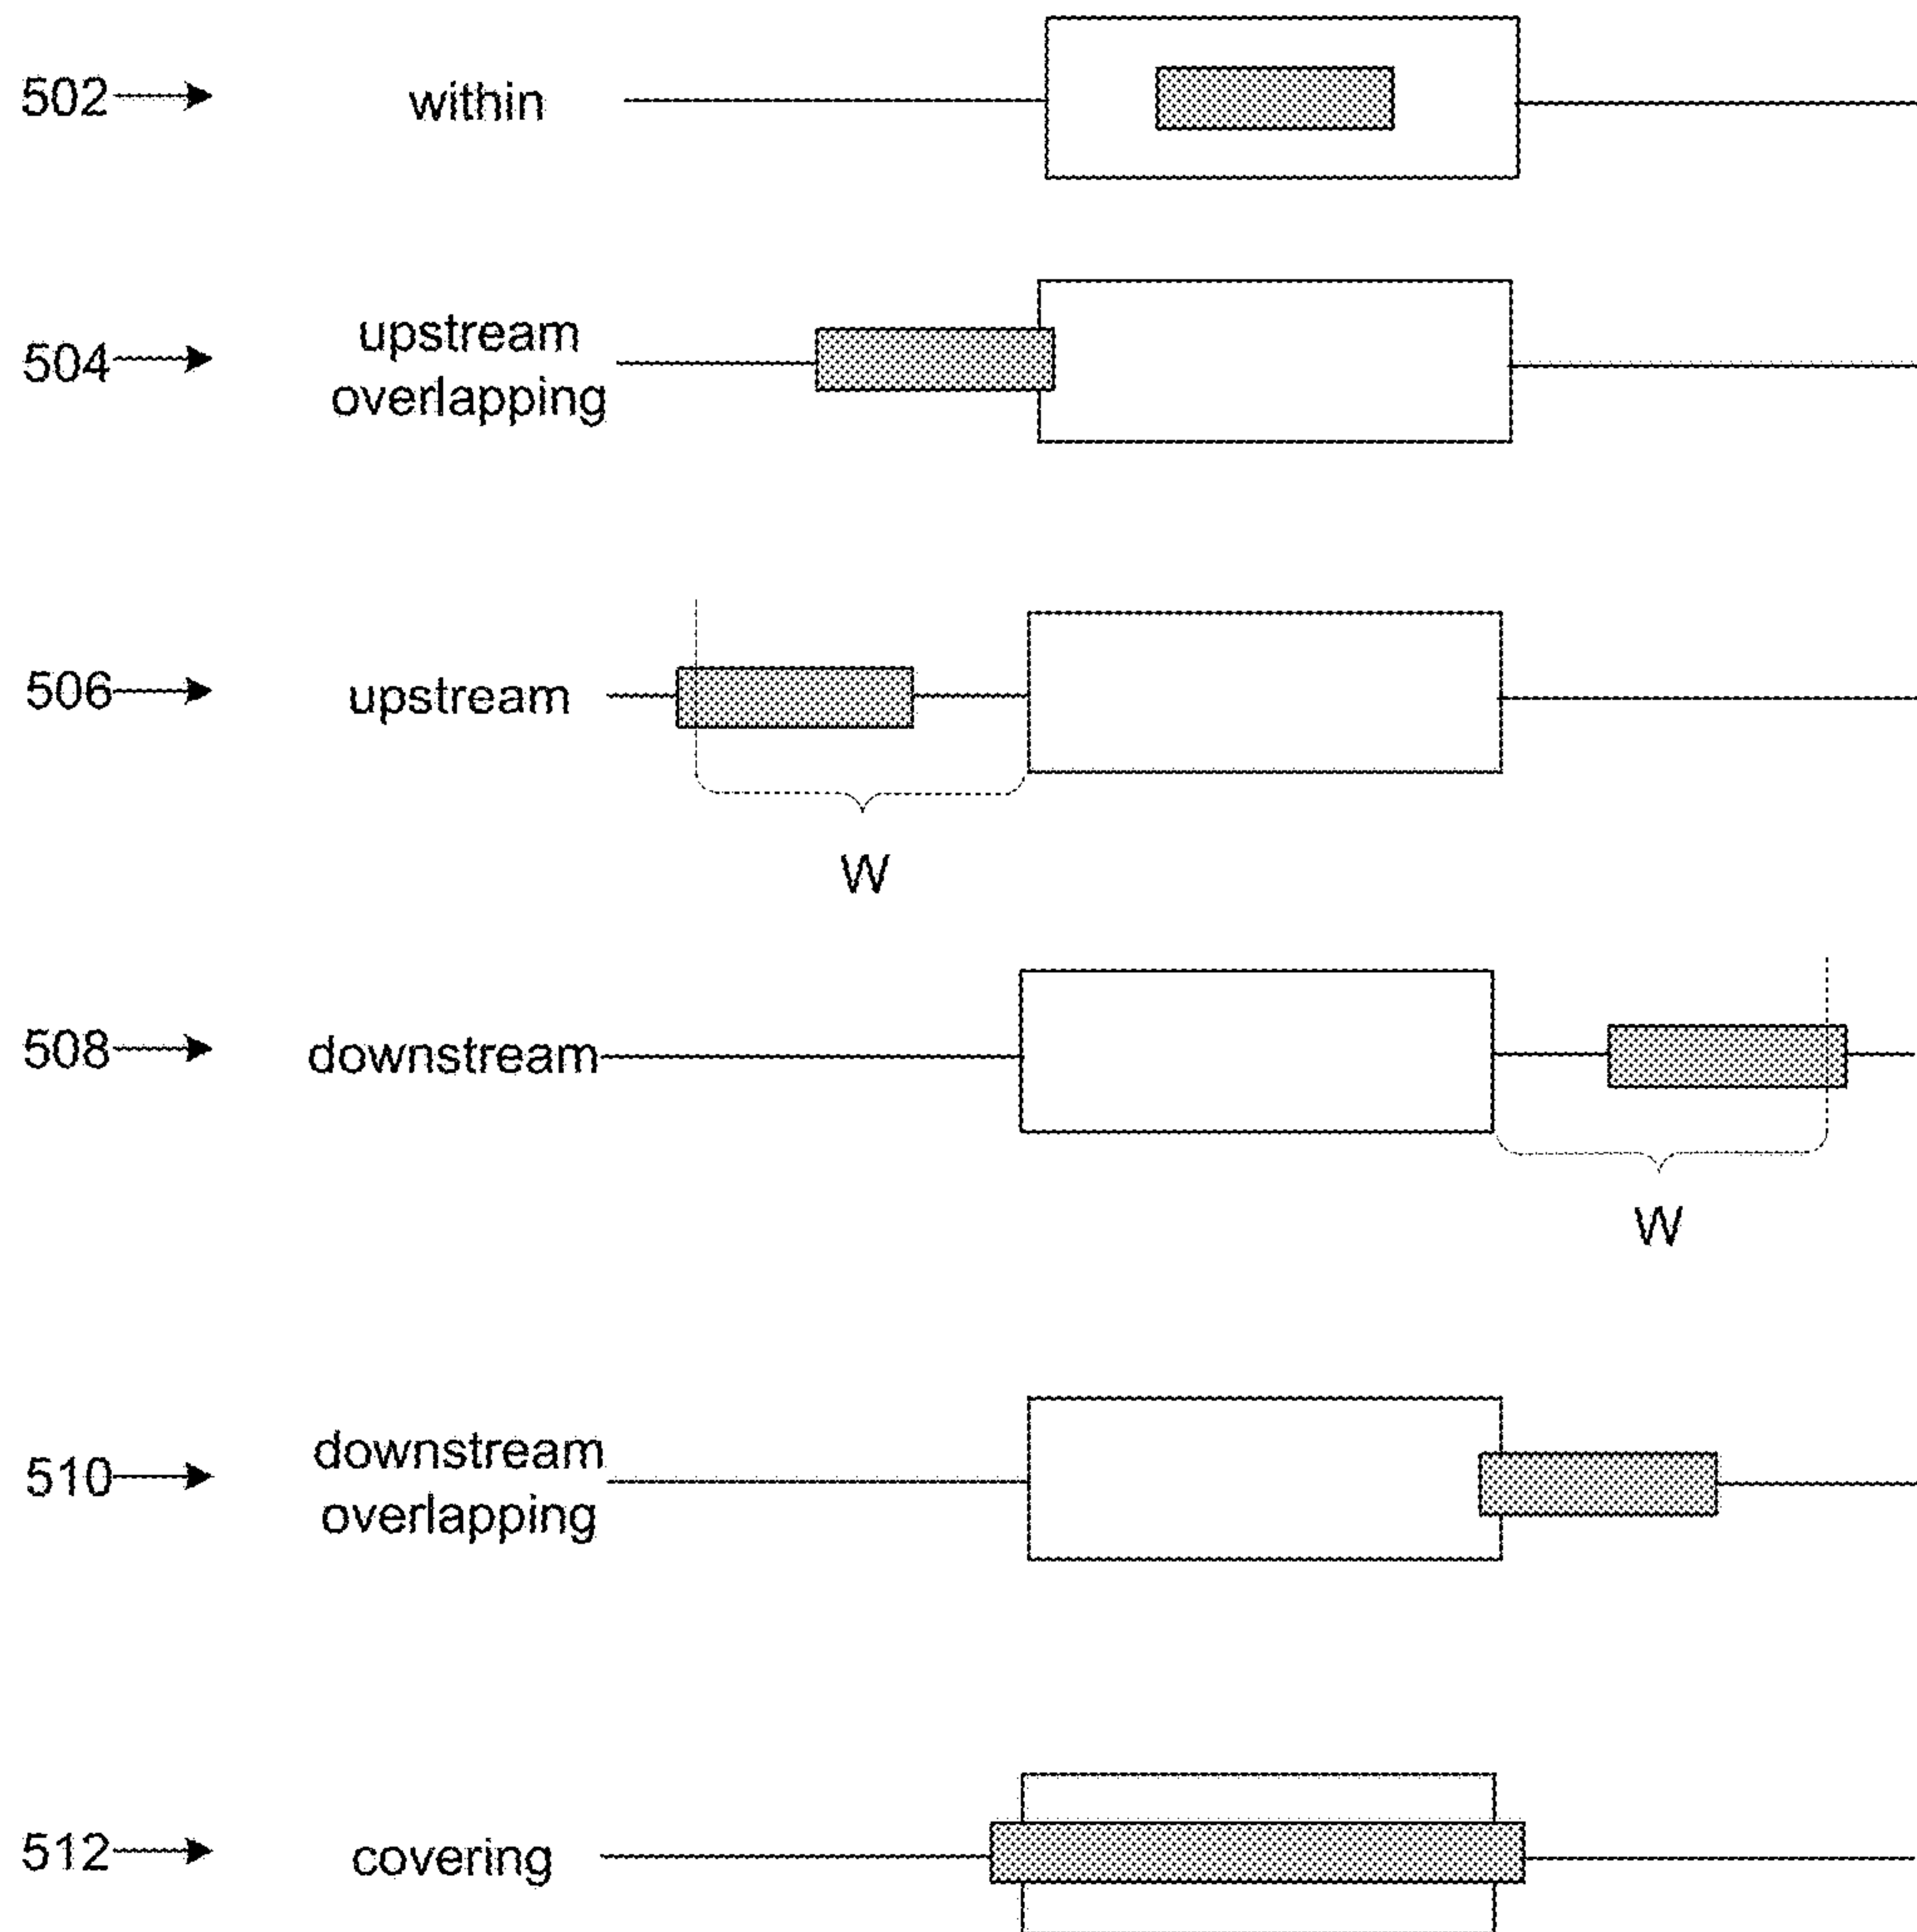 502 within
504 upstream
overlapping
506 upstream
W
508 downstream
W
510 downstream
overlapping
512 covering